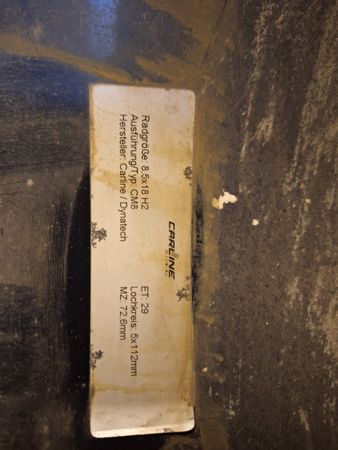 CARLINE
Radgröße: 8,5x18 H2
Ausführung/Typ: CM8
Hersteller: Carline / Dynatech
ET: 29
Lochkreis: 5x112mm
MZ: 72.6mm